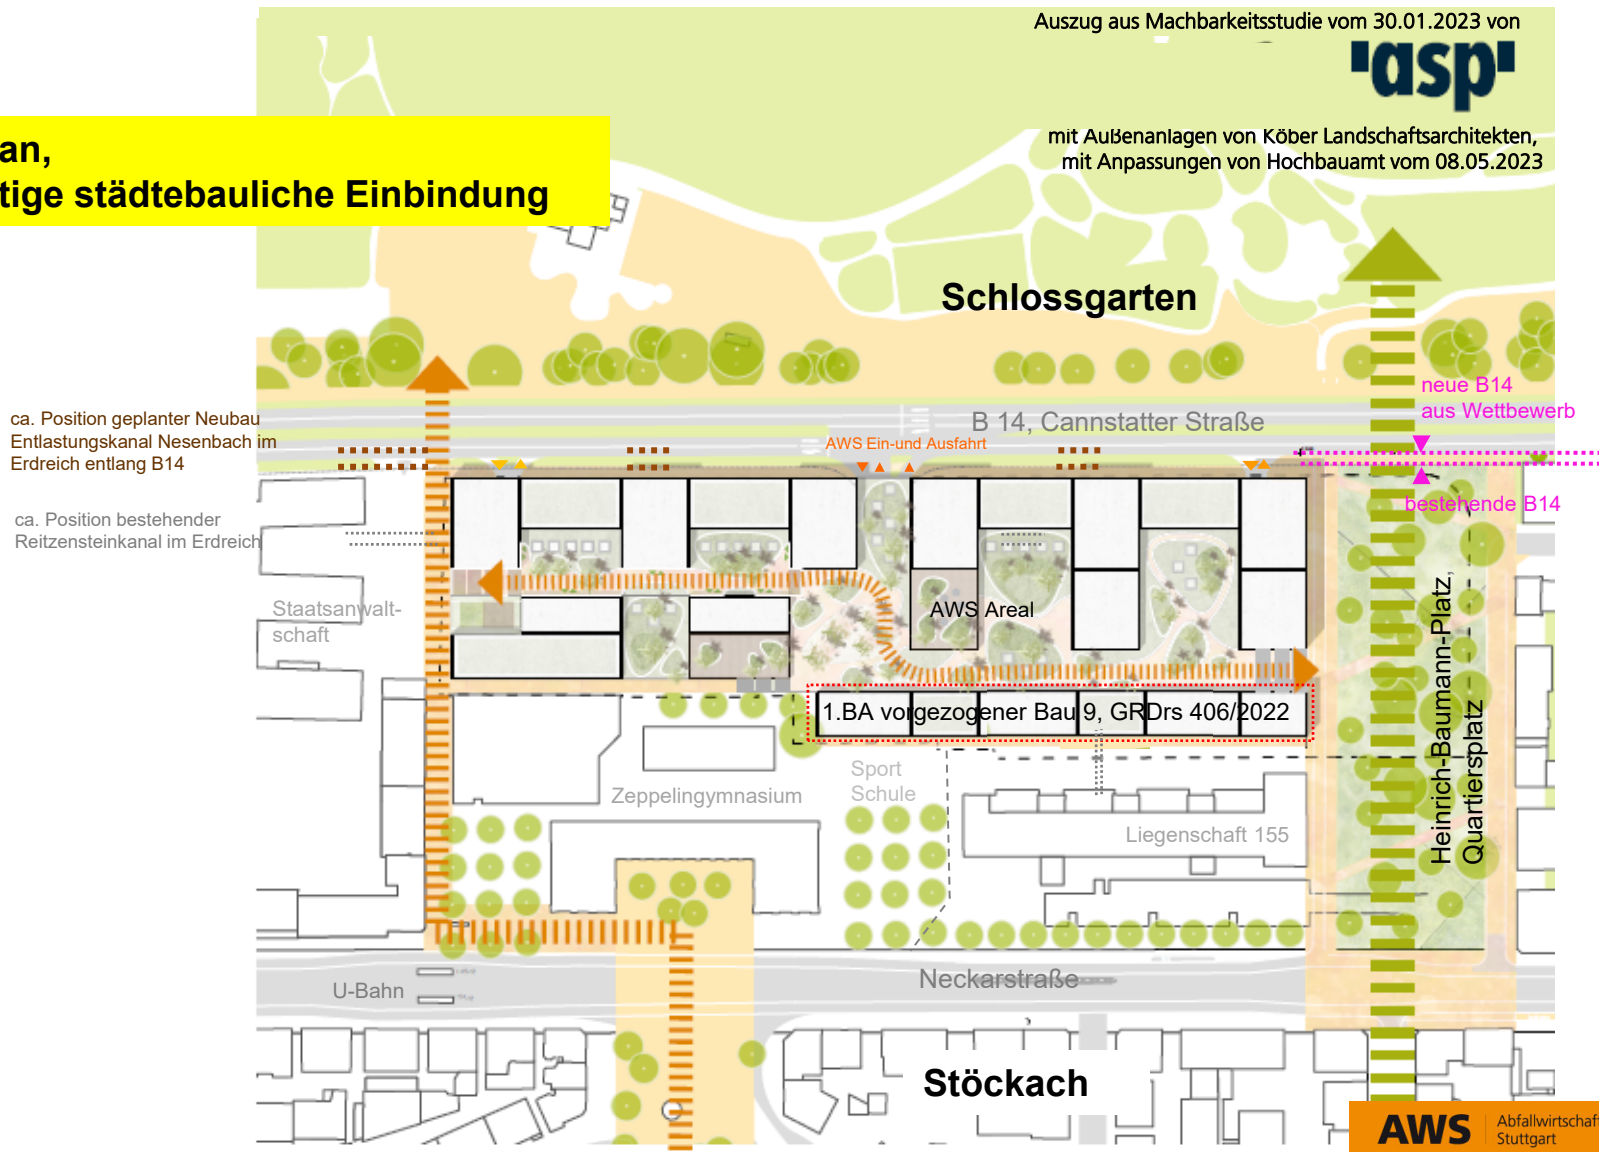 Auszug aus Machbarkeitsstudie vom 30.01.2023 von
asp
mit Außenanlagen von Köber Landschaftsarchitekten,
mit Anpassungen von Hochbauamt vom 08.05.2023
an,
tige städtebauliche Einbindung
Schlossgarten
neue B14
aus Wettbewerb
ca. Position geplanter Neubau
Entlastungskanal Nesenbach im
Erdreich entlang B14
B 14, Cannstatter Straße
AWS Ein-und Ausfahrt
bestehende B14
ca. Position bestehender
Reitzensteinkanal im Erdreich
Staatsanwalt-
schaft
AWS Areal
1.BA vorgezogener Bau 9, GRDrs 406/2022
Heinrich-Baumann-Platz,
Quartiersplatz
Sport
Schule
Zeppelingymnasium
Liegenschaft 155
Neckarstraße
U-Bahn
Stöckach
AWS
Abfallwirtschaft
Stuttgart